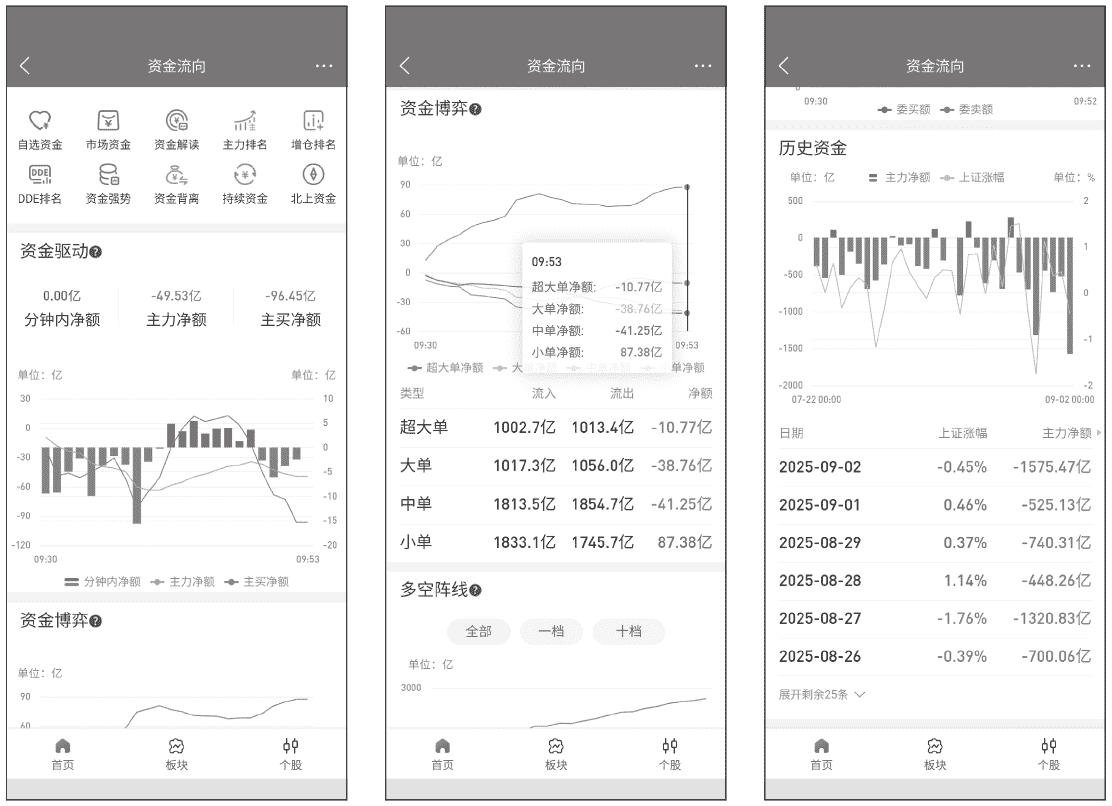 资金流向
自选资金 市场资金 资金解读 主力排名 增仓排名
DDE
DDE排名 资金强势 资金背离 持续资金 北上资金
资金驱动?
0.00亿 -49.53亿 -96.45亿
分钟内净额 主力净额 主买净额
单位：亿 单位：亿
30 10
0 5
-30 0
-60 -5
-10
-90 -15
-120 -20
09:30 09:53
分钟内净额 主力净额 主买净额
资金博弈?
单位：亿
90
60
首页 板块 个股
资金流向
资金博弈?
单位：亿
90
60
30
0
-30
-60
09:30 09:53
09:53
超大单净额: -10.77亿
大单净额: -38.76亿
中单净额: -41.25亿
小单净额: 87.38亿
超大单净额 大单净额 中单净额 小单净额
类型 流入 流出 净额
超大单 1002.7亿 1013.4亿 -10.77亿
大单 1017.3亿 1056.0亿 -38.76亿
中单 1813.5亿 1854.7亿 -41.25亿
小单 1833.1亿 1745.7亿 87.38亿
多空阵线?
全部 一档 十档
单位：亿
3000
首页 板块 个股
资金流向
0
09:30 09:52
委买额 委卖额
历史资金
单位：亿 主力净额 上证涨幅 单位：%
500 2
0 1
-500
-1000 0
-1500 -1
-2000 -2
07-22 00:00 09-02 00:00
日期 上证涨幅 主力净额
2025-09-02 -0.45% -1575.47亿
2025-09-01 0.46% -525.13亿
2025-08-29 0.37% -740.31亿
2025-08-28 1.14% -448.26亿
2025-08-27 -1.76% -1320.83亿
2025-08-26 -0.39% -700.06亿
展开剩余25条
首页 板块 个股